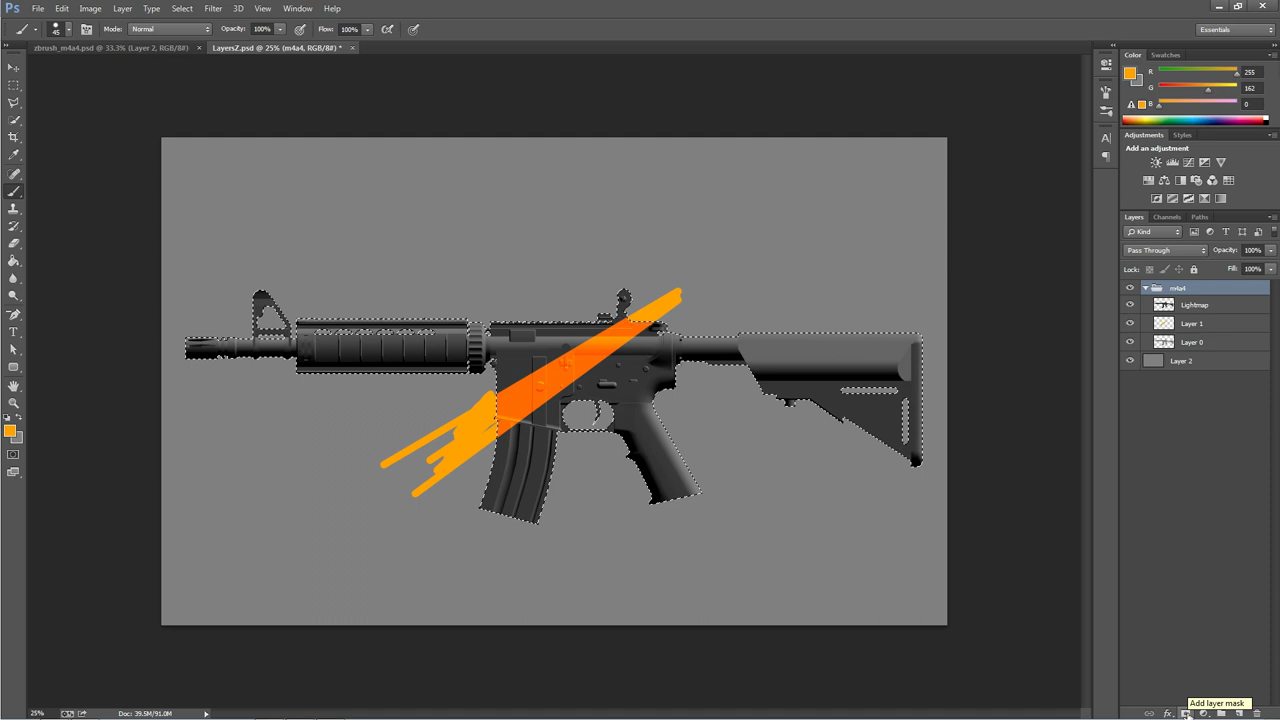 Ps File Edit Image Layer Type Select Filter 3D View Window Help
45 Mode: Normal Opacity: 100% Flow: 100% Essentials
zbrush_m4a4.psd @ 33.3% (Layer 2, RGB/8#) × LayersZ.psd @ 25% (m4a4, RGB/8#) * ×
Color Swatches
R 255
G 162
B 0
Adjustments Styles
Add an adjustment
Layers Channels Paths
Kind
Pass Through Opacity: 100%
Lock: Fill: 100%
m4a4
Lightmap
Layer 1
Layer 0
Layer 2
Add layer mask
25% Doc: 39.5M/91.0M fx